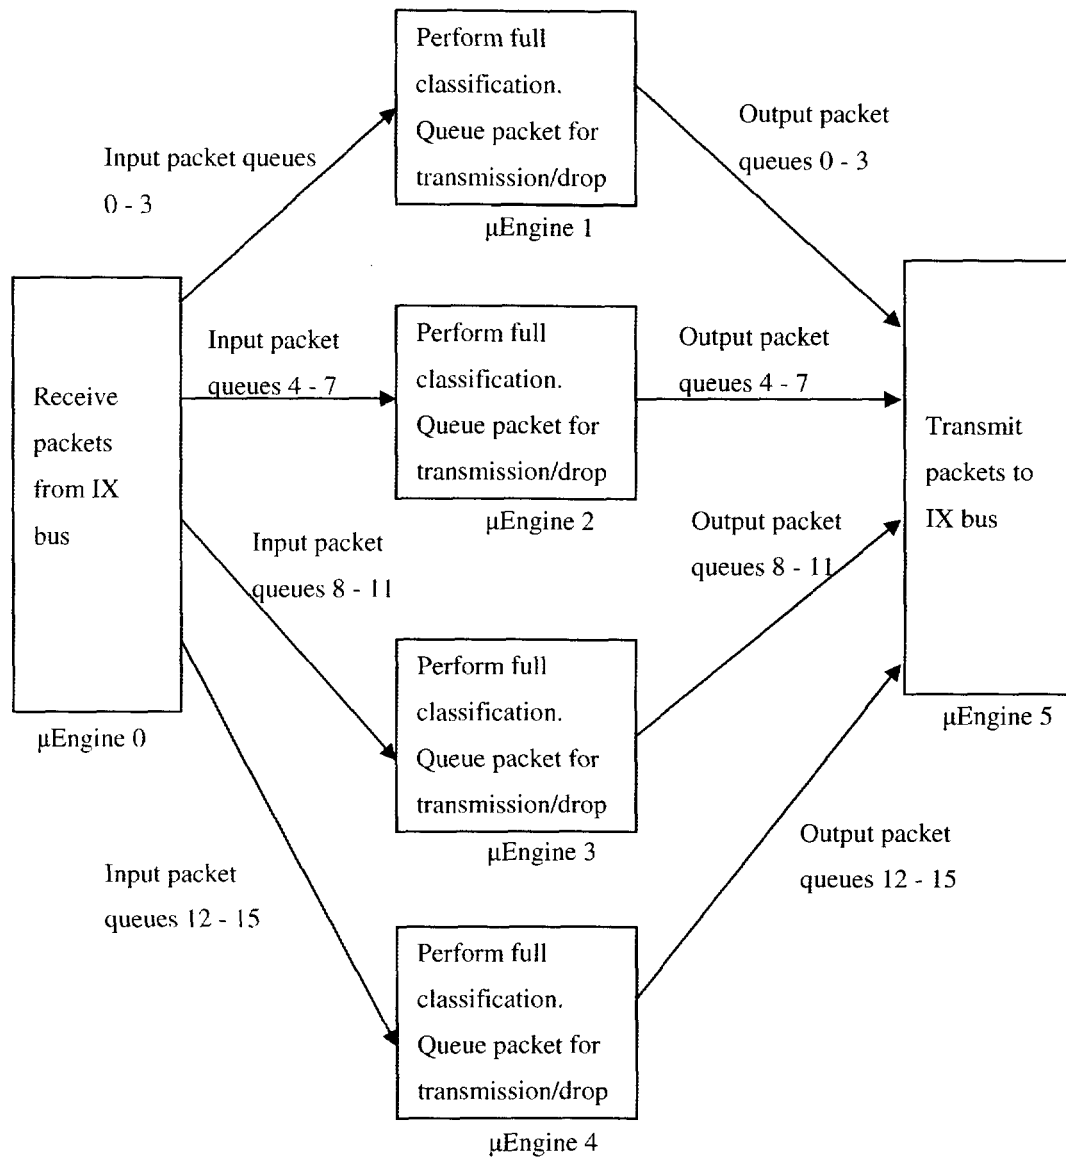 Perform full
classification.
Queue packet for
transmission/drop
μEngine 1
Input packet queues
0 - 3
Output packet
queues 0 - 3
Receive
packets
from IX
bus
μEngine 0
Input packet
queues 4 - 7
Perform full
classification.
Queue packet for
transmission/drop
μEngine 2
Output packet
queues 4 - 7
Transmit
packets to
IX bus
μEngine 5
Input packet
queues 8 - 11
Perform full
classification.
Queue packet for
transmission/drop
μEngine 3
Output packet
queues 8 - 11
Input packet
queues 12 - 15
Perform full
classification.
Queue packet for
transmission/drop
μEngine 4
Output packet
queues 12 - 15